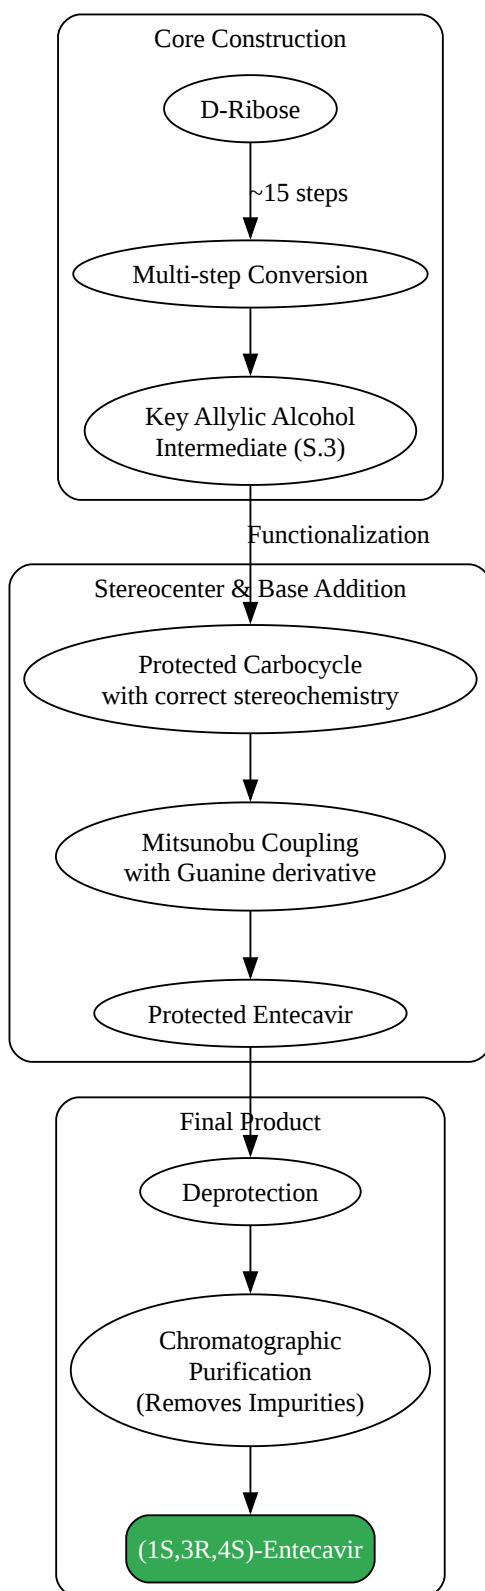 Core Construction
D-Ribose
~15 steps
Multi-step Conversion
Key Allylic Alcohol
Intermediate (S.3)
Functionalization
Stereocenter & Base Addition
Protected Carbocycle
with correct stereochemistry
Mitsunobu Coupling
with Guanine derivative
Protected Entecavir
Final Product
Deprotection
Chromatographic
Purification
(Removes Impurities)
(1S,3R,4S)-Entecavir